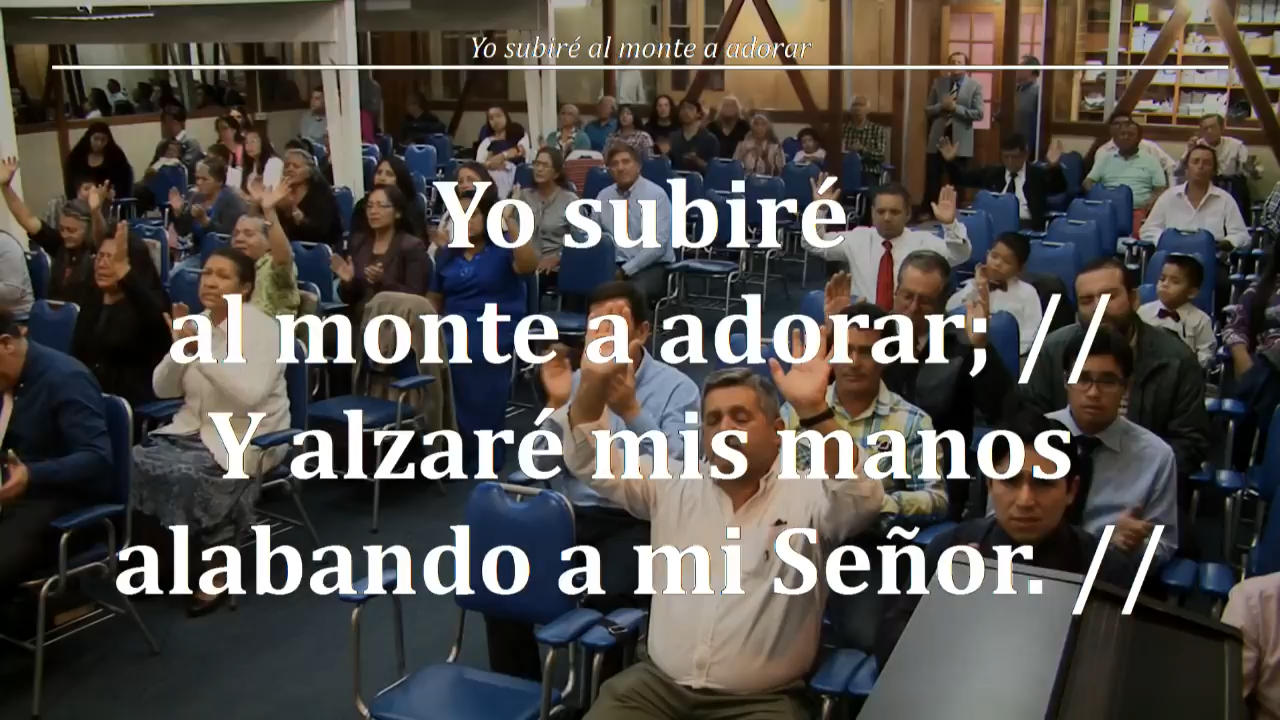 Yo subiré al monte a adorar
Yo subiré
al monte a adorar; //
Y alzaré mis manos
alabando a mi Señor. //